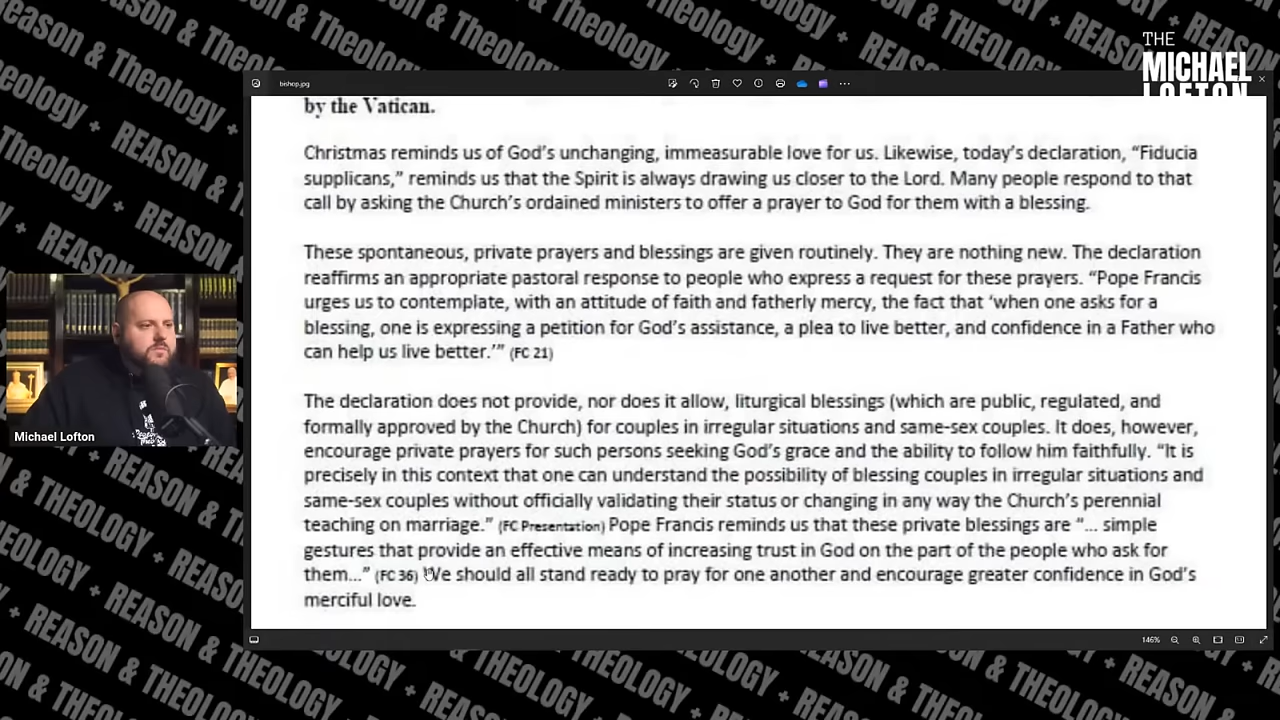 THE
MICHAEL
LOFTON
bishop.jpg
by the Vatican.
Christmas reminds us of God's unchanging, immeasurable love for us. Likewise, today's declaration, “Fiducia
supplicans,” reminds us that the Spirit is always drawing us closer to the Lord. Many people respond to that
call by asking the Church's ordained ministers to offer a prayer to God for them with a blessing.
These spontaneous, private prayers and blessings are given routinely. They are nothing new. The declaration
reaffirms an appropriate pastoral response to people who express a request for these prayers. “Pope Francis
urges us to contemplate, with an attitude of faith and fatherly mercy, the fact that ‘when one asks for a
blessing, one is expressing a petition for God's assistance, a plea to live better, and confidence in a Father who
can help us live better.’” (FC 21)
The declaration does not provide, nor does it allow, liturgical blessings (which are public, regulated, and
formally approved by the Church) for couples in irregular situations and same-sex couples. It does, however,
encourage private prayers for such persons seeking God's grace and the ability to follow him faithfully. “It is
precisely in this context that one can understand the possibility of blessing couples in irregular situations and
same-sex couples without officially validating their status or changing in any way the Church's perennial
teaching on marriage.” (FC Presentation) Pope Francis reminds us that these private blessings are “... simple
gestures that provide an effective means of increasing trust in God on the part of the people who ask for
them...” (FC 36) We should all stand ready to pray for one another and encourage greater confidence in God's
merciful love.
Michael Lofton
146%
REASON & THEOLOGY + REASON & THEOLOGY